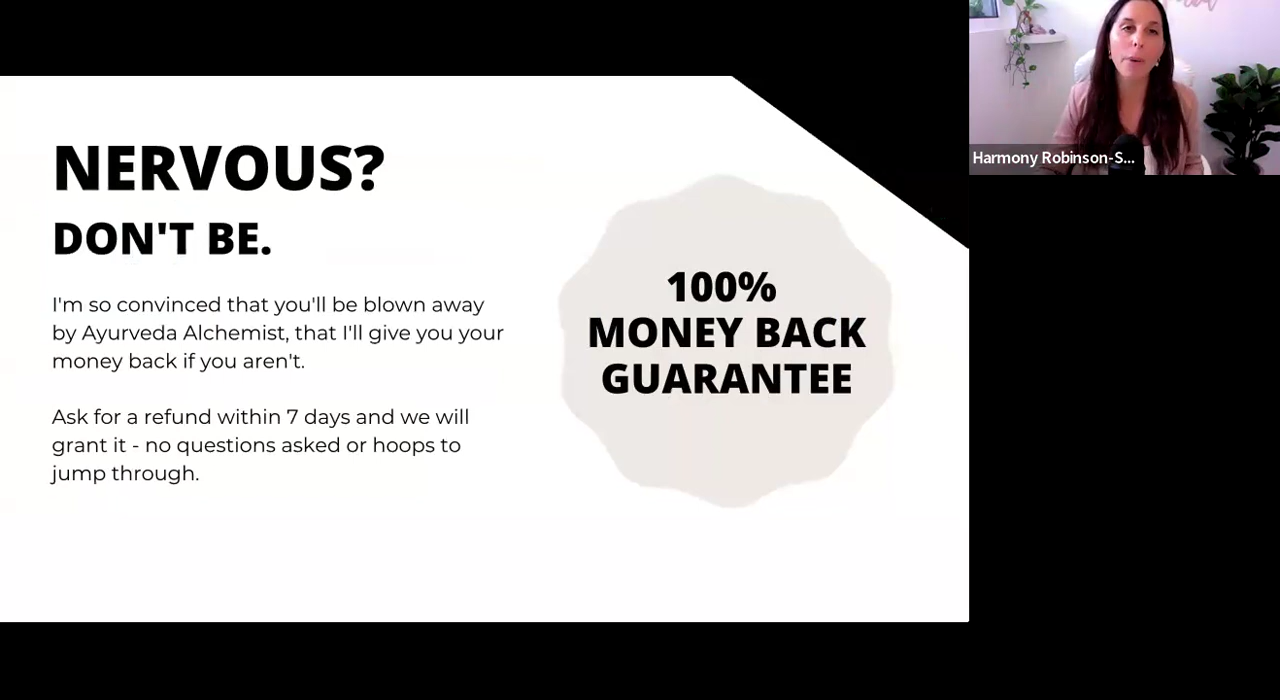 NERVOUS?
DON'T BE.
I'm so convinced that you'll be blown away
by Ayurveda Alchemist, that I'll give you your
money back if you aren't.
Ask for a refund within 7 days and we will
grant it - no questions asked or hoops to
jump through.
100%
MONEY BACK
GUARANTEE
Harmony Robinson-S...